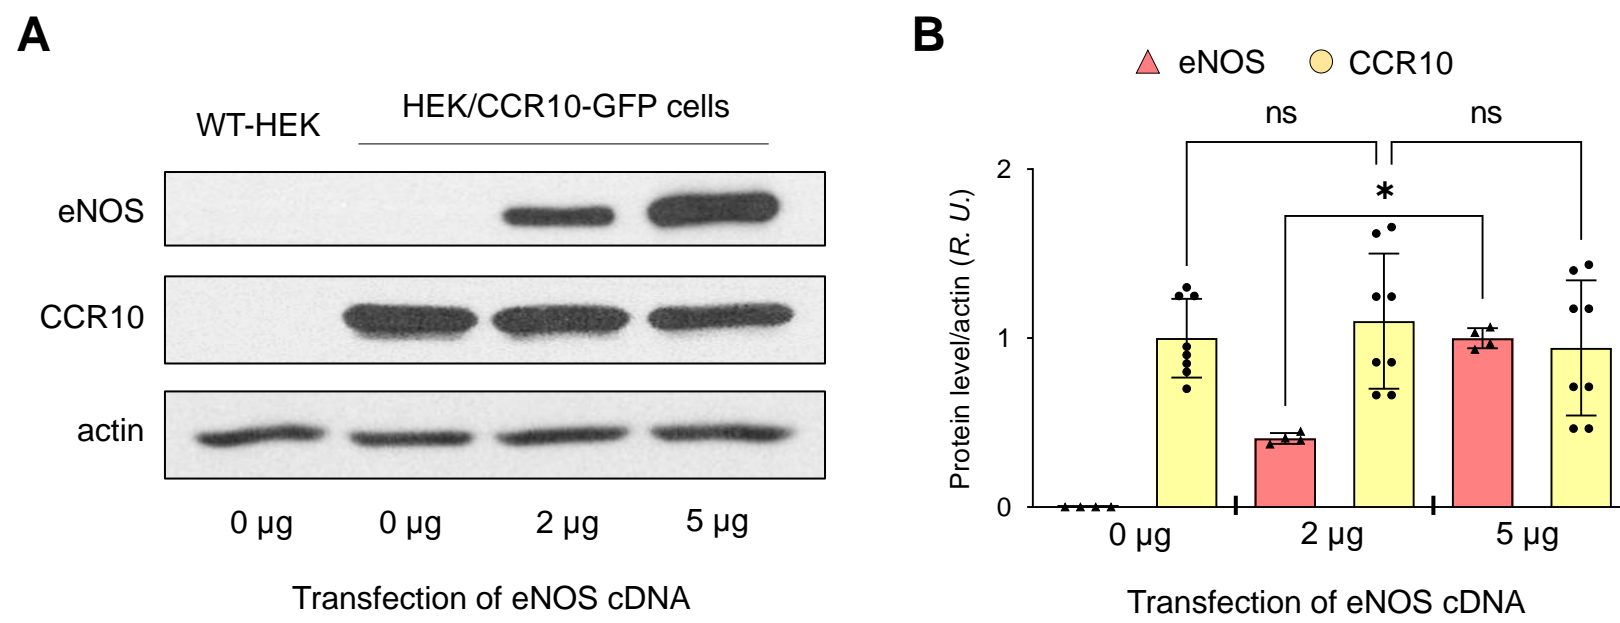 A
WT-HEK
HEK/CCR10-GFP cells
eNOS
CCR10
actin
0 µg
0 µg
2 µg
5 µg
Transfection of eNOS cDNA
B
eNOS
CCR10
ns
ns
*
Protein level/actin (R. U.)
2
1
0
0 µg
2 µg
5 µg
Transfection of eNOS cDNA